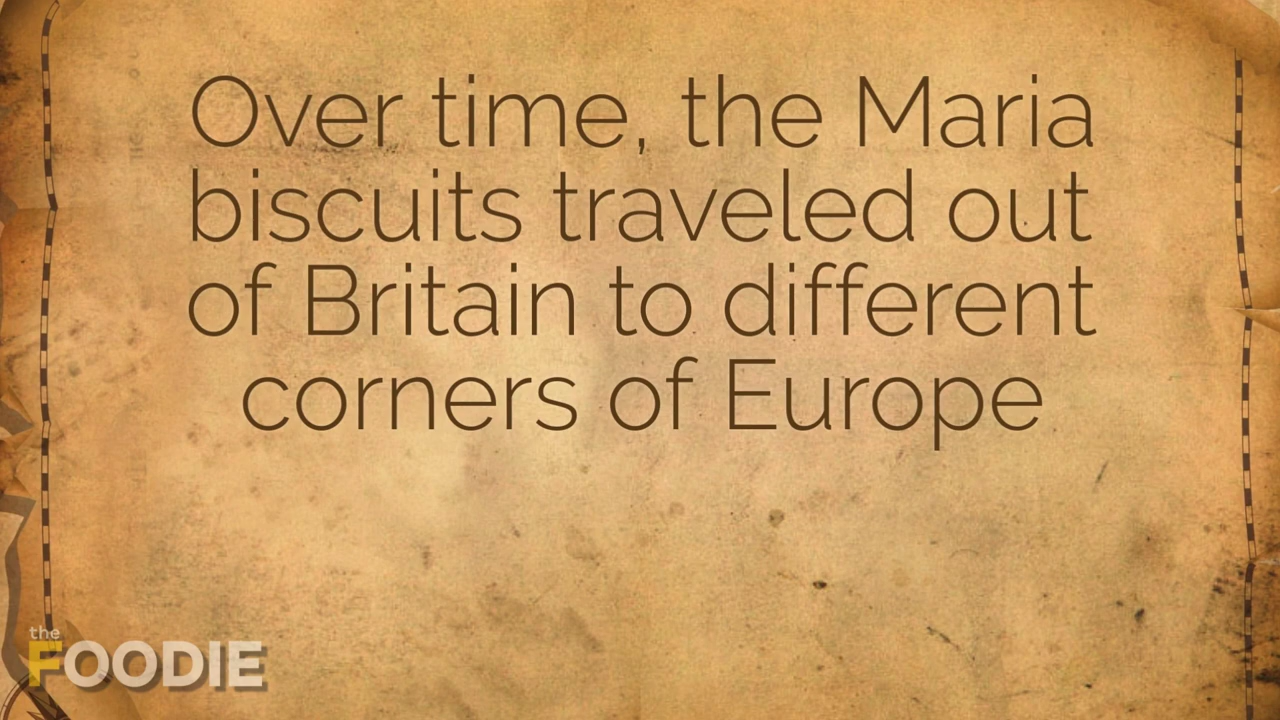 Over time, the Maria
biscuits traveled out
of Britain to different
corners of Europe
the
FOODIE